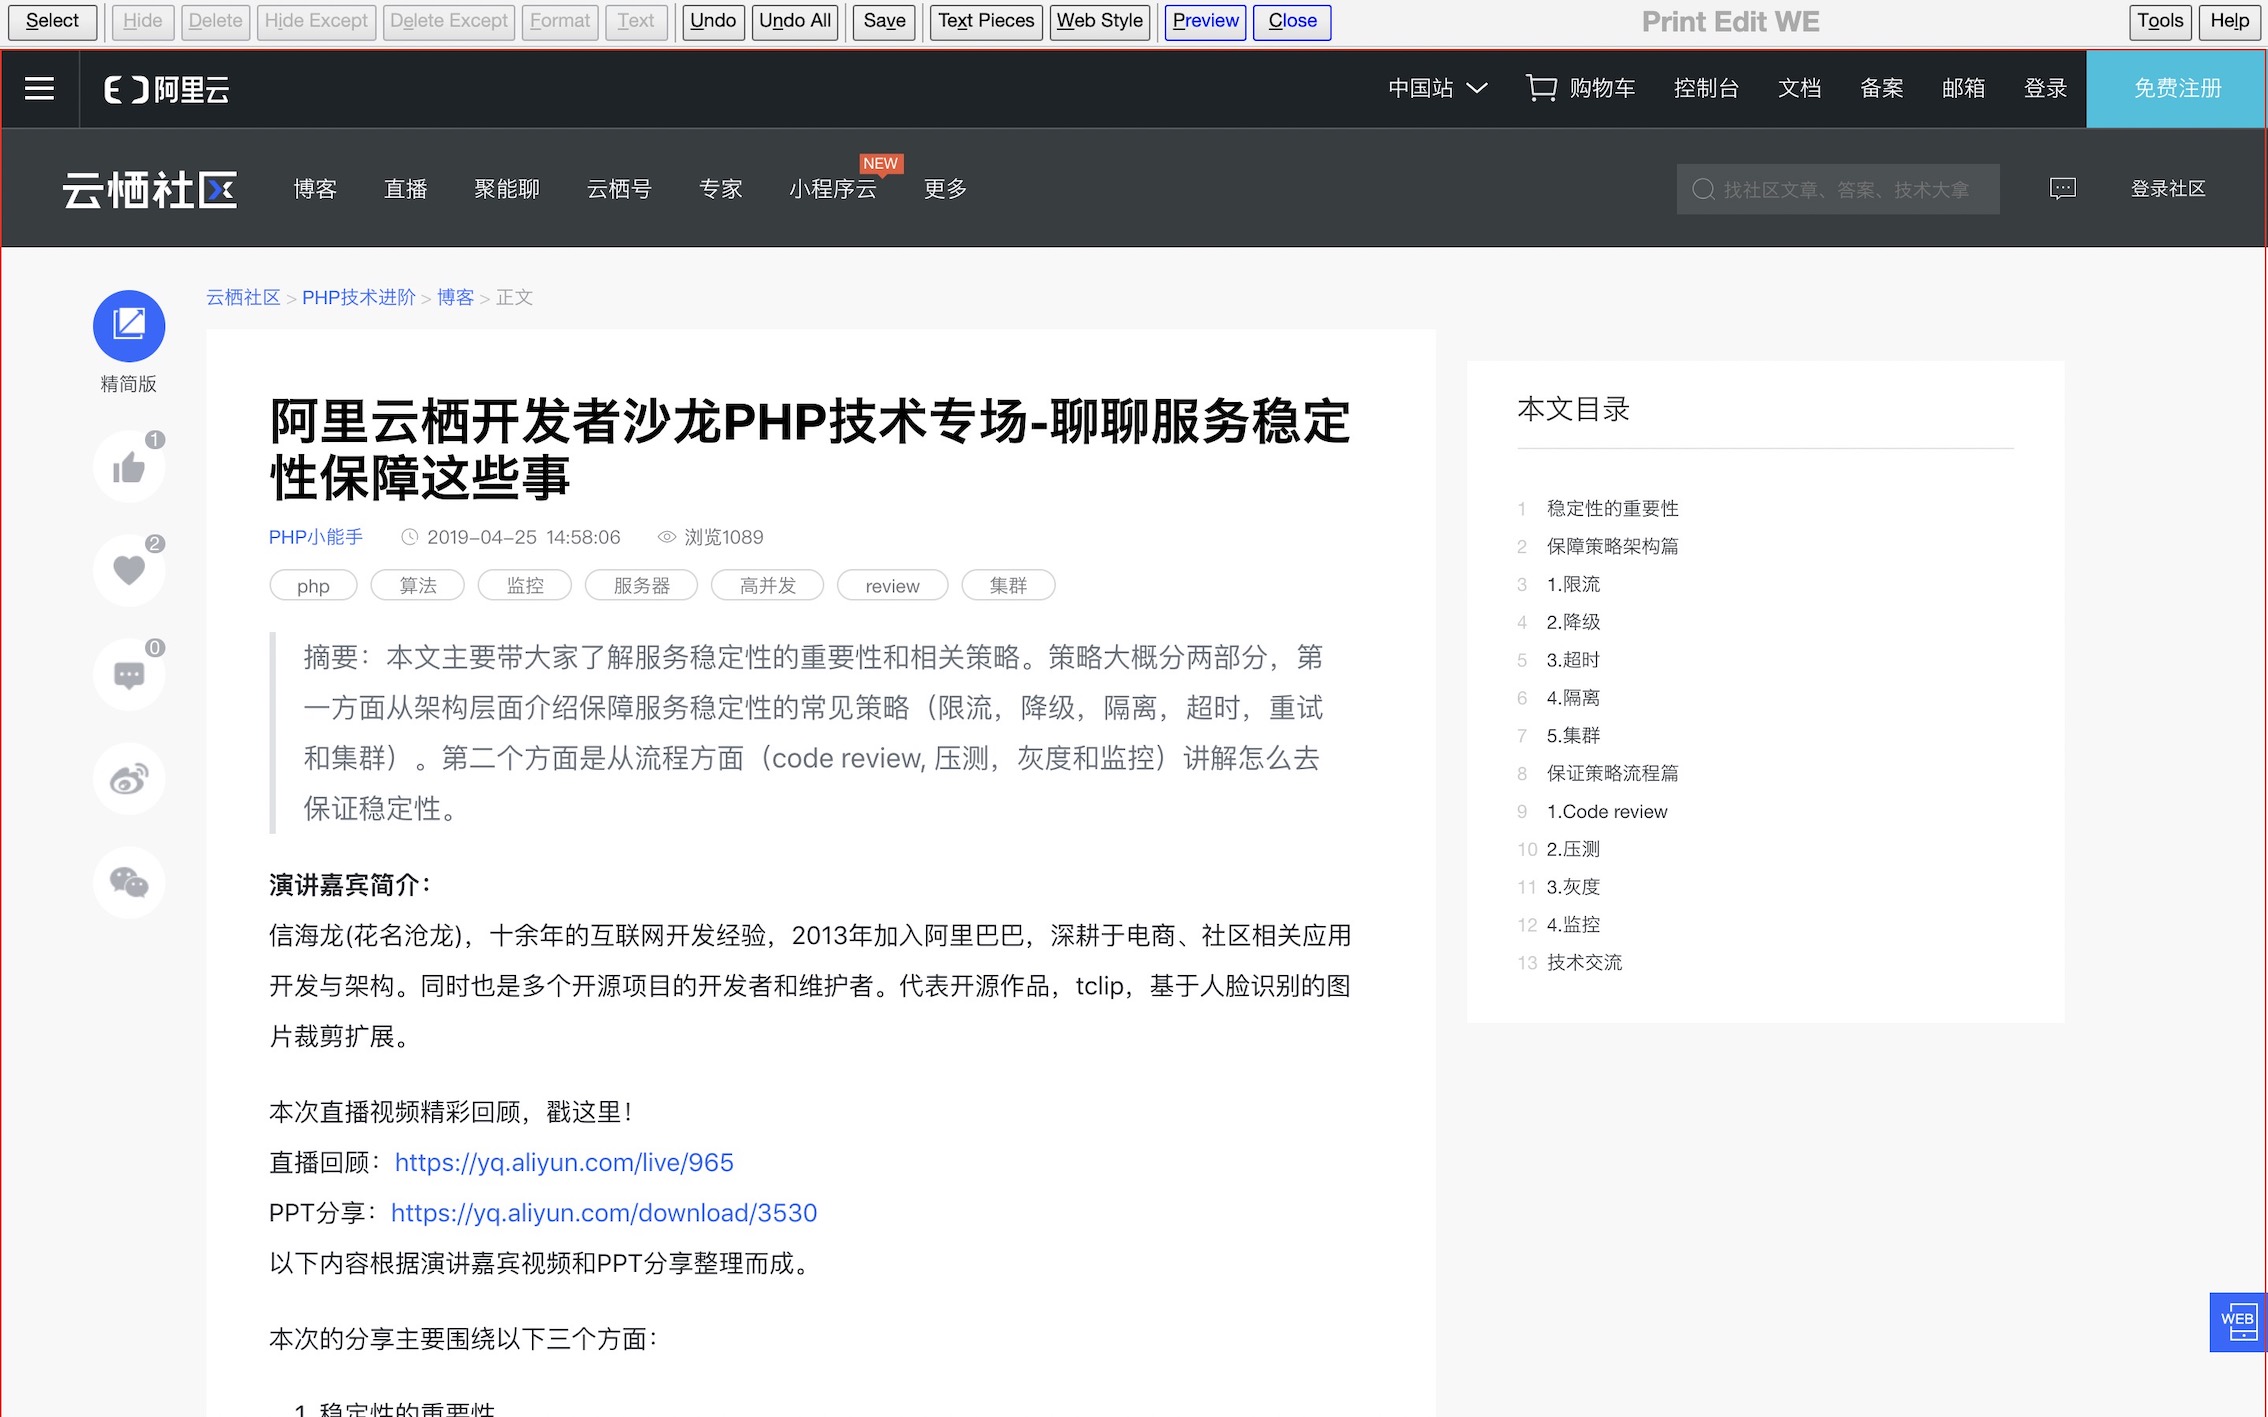 Select Hide Delete Hide Except Delete Except Format Text Undo Undo All Save Text Pieces Web Style Preview Close Print Edit WE Tools Help
阿里云 中国站 购物车 控制台 文档 备案 邮箱 登录 免费注册
云栖社区 博客 直播 聚能聊 云栖号 专家 小程序云 NEW 更多 找社区文章、答案、技术大拿 登录社区
云栖社区 > PHP技术进阶 > 博客 > 正文
精简版
1
2
0
阿里云栖开发者沙龙PHP技术专场-聊聊服务稳定
性保障这些事
PHP小能手 2019-04-25 14:58:06 浏览1089
php 算法 监控 服务器 高并发 review 集群
摘要：本文主要带大家了解服务稳定性的重要性和相关策略。策略大概分两部分，第
一方面从架构层面介绍保障服务稳定性的常见策略（限流，降级，隔离，超时，重试
和集群）。第二个方面是从流程方面（code review, 压测，灰度和监控）讲解怎么去
保证稳定性。
演讲嘉宾简介：
信海龙(花名沧龙)，十余年的互联网开发经验，2013年加入阿里巴巴，深耕于电商、社区相关应用
开发与架构。同时也是多个开源项目的开发者和维护者。代表开源作品，tclip，基于人脸识别的图
片裁剪扩展。
本次直播视频精彩回顾，戳这里！
直播回顾：https://yq.aliyun.com/live/965
PPT分享：https://yq.aliyun.com/download/3530
以下内容根据演讲嘉宾视频和PPT分享整理而成。
本次的分享主要围绕以下三个方面：
1. 稳定性的重要性
本文目录
1 稳定性的重要性
2 保障策略架构篇
3 1.限流
4 2.降级
5 3.超时
6 4.隔离
7 5.集群
8 保证策略流程篇
9 1.Code review
10 2.压测
11 3.灰度
12 4.监控
13 技术交流
WEB